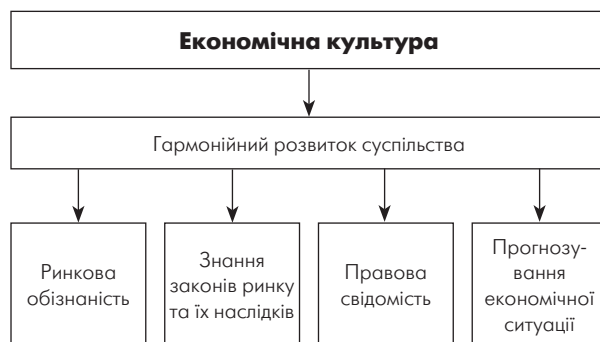 Економічна культура
Гармонійний розвиток суспільства
Ринкова
обізнаність
Знання
законів ринку
та їх наслідків
Правова
свідомість
Прогнозу-
вання
економічної
ситуації